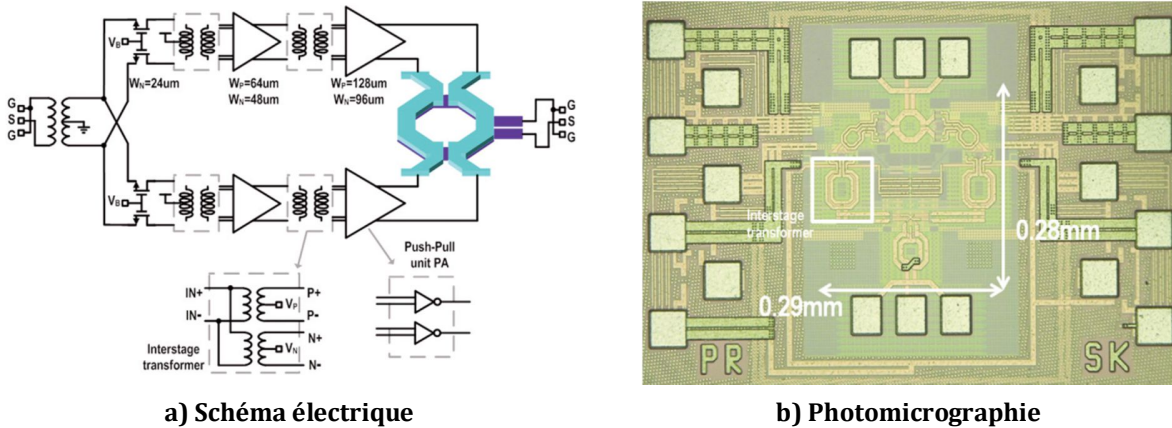 V_B
W_N=24um
W_P=64um
W_N=48um
W_P=128um
W_N=96um
G
S
G
G
S
G
V_B
Push-Pull
unit PA
IN+
IN-
V_P
P+
P-
N+
V_N
N-
Interstage
transformer
Interstage
transformer
0.28mm
0.29mm
PR
SK
a) Schéma électrique
b) Photomicrographie